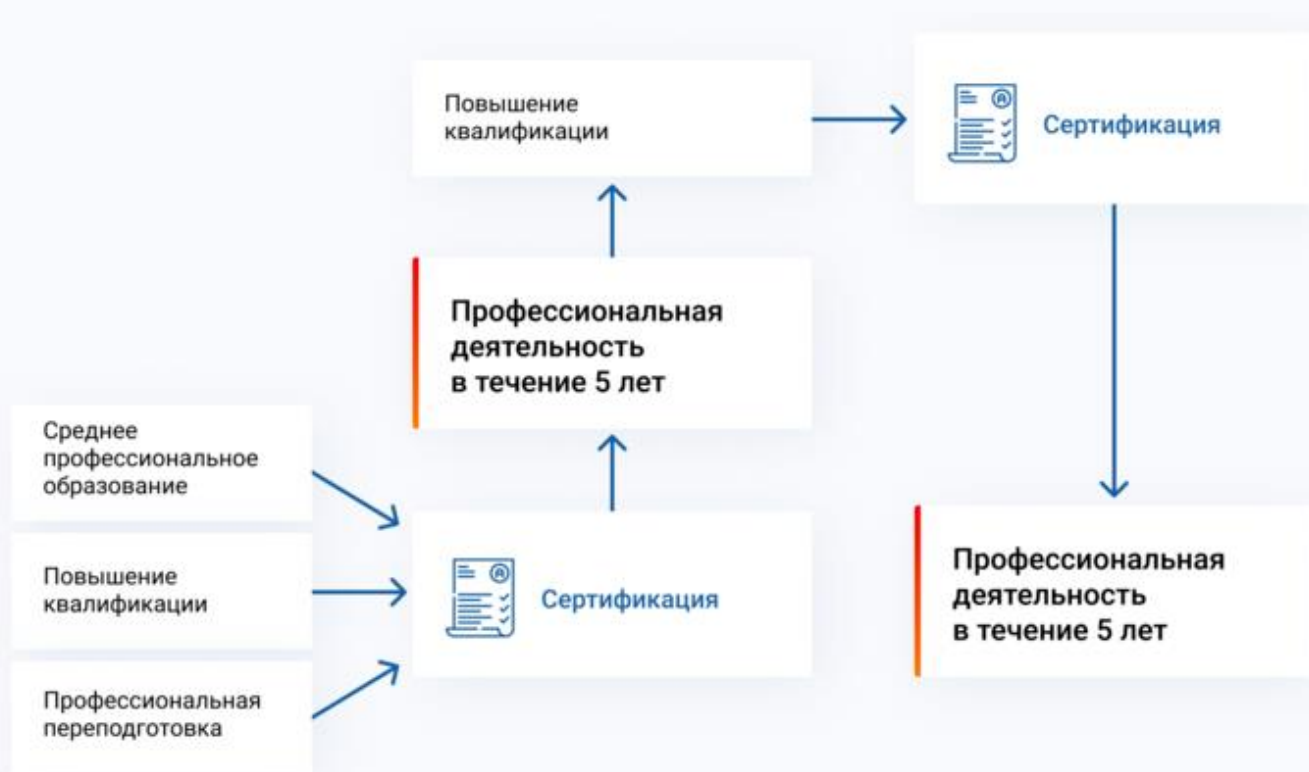 Повышение
квалификации
Сертификация
Профессиональная
деятельность
в течение 5 лет
Среднее
профессиональное
образование
Повышение
квалификации
Профессиональная
переподготовка
Сертификация
Профессиональная
деятельность
в течение 5 лет